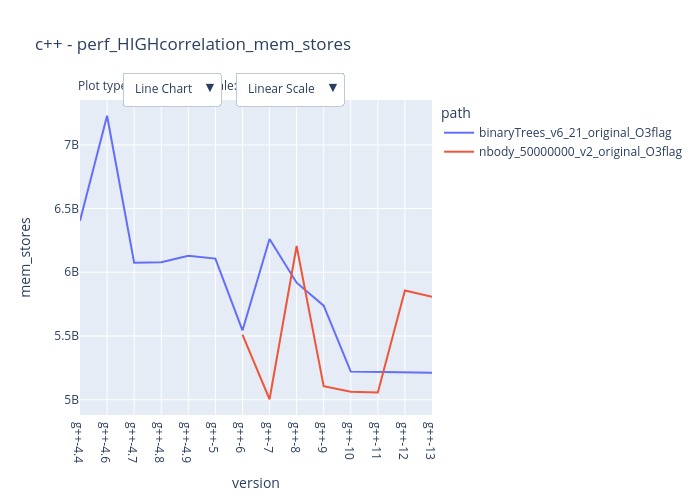 c++ - perf_HIGHcorrelation_mem_stores
Plot type
Line Chart ▼
ale:
Linear Scale ▼
path
binaryTrees_v6_21_original_O3flag
nbody_50000000_v2_original_O3flag
7B
6.5B
6B
5.5B
5B
mem_stores
g++-4.4
g++-4.6
g++-4.7
g++-4.8
g++-4.9
g++-5
g++-6
g++-7
g++-8
g++-9
g++-10
g++-11
g++-12
g++-13
version